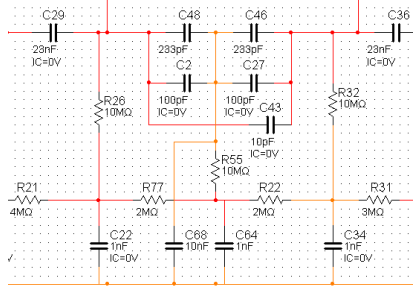 C29
C48
C46
C36
23nF
IC=0V
233pF
233pF
23nF
IC=0V
C2
C27
R26
10MΩ
100pF
IC=0V
100pF
IC=0V
C43
R32
10MΩ
10pF
IC=0V
R55
10MΩ
R21
R77
R22
R31
4MΩ
2MΩ
2MΩ
3MΩ
C22
1nF
IC=0V
C68
10nF
C64
1nF
C34
1nF
IC=0V